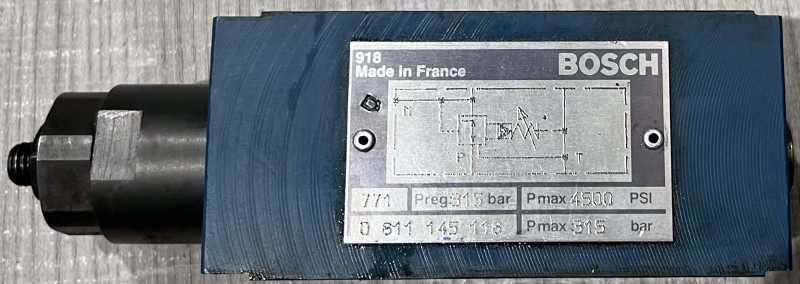 918
Made in France
BOSCH
P
T
771 Preg:315 bar Pmax 4500 PSI
0 811 145 118 Pmax :315 bar